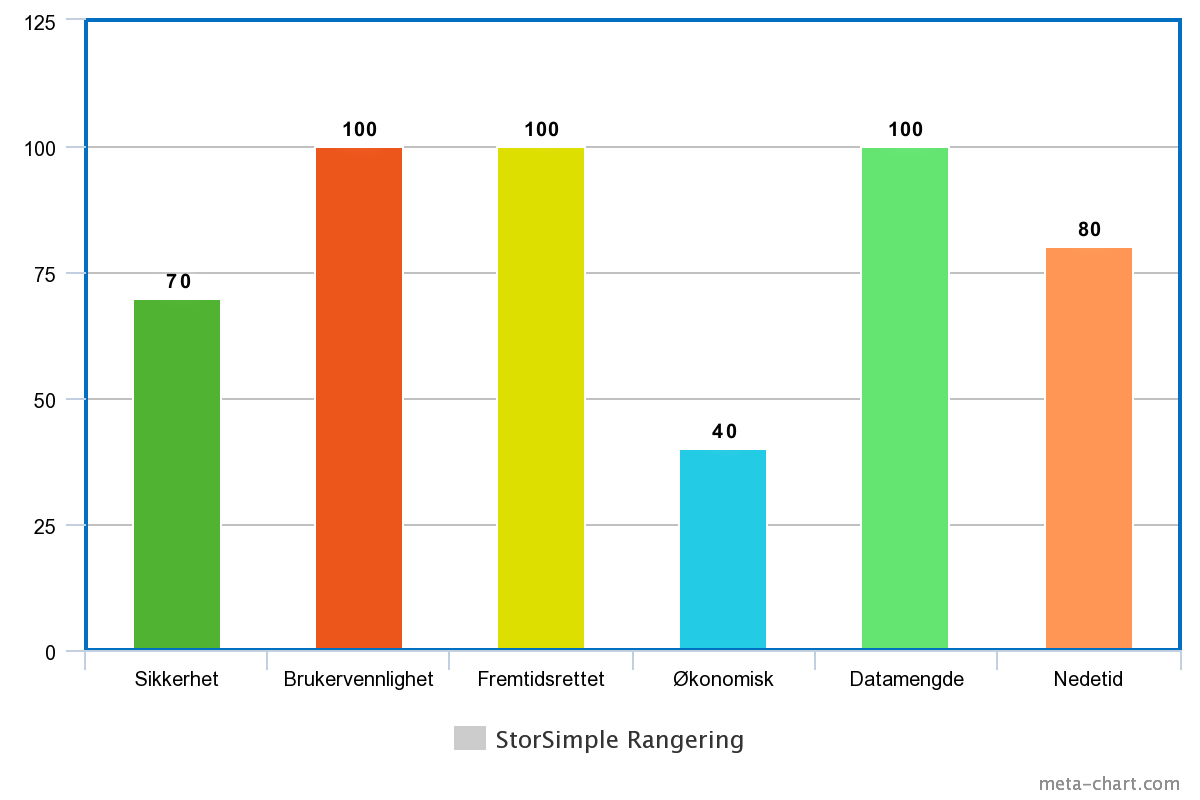 125
100
75
50
25
0
70
100
100
40
100
80
Sikkerhet
Brukervennlighet
Fremtidsrettet
Økonomisk
Datamengde
Nedetid
StorSimple Rangering
meta-chart.com